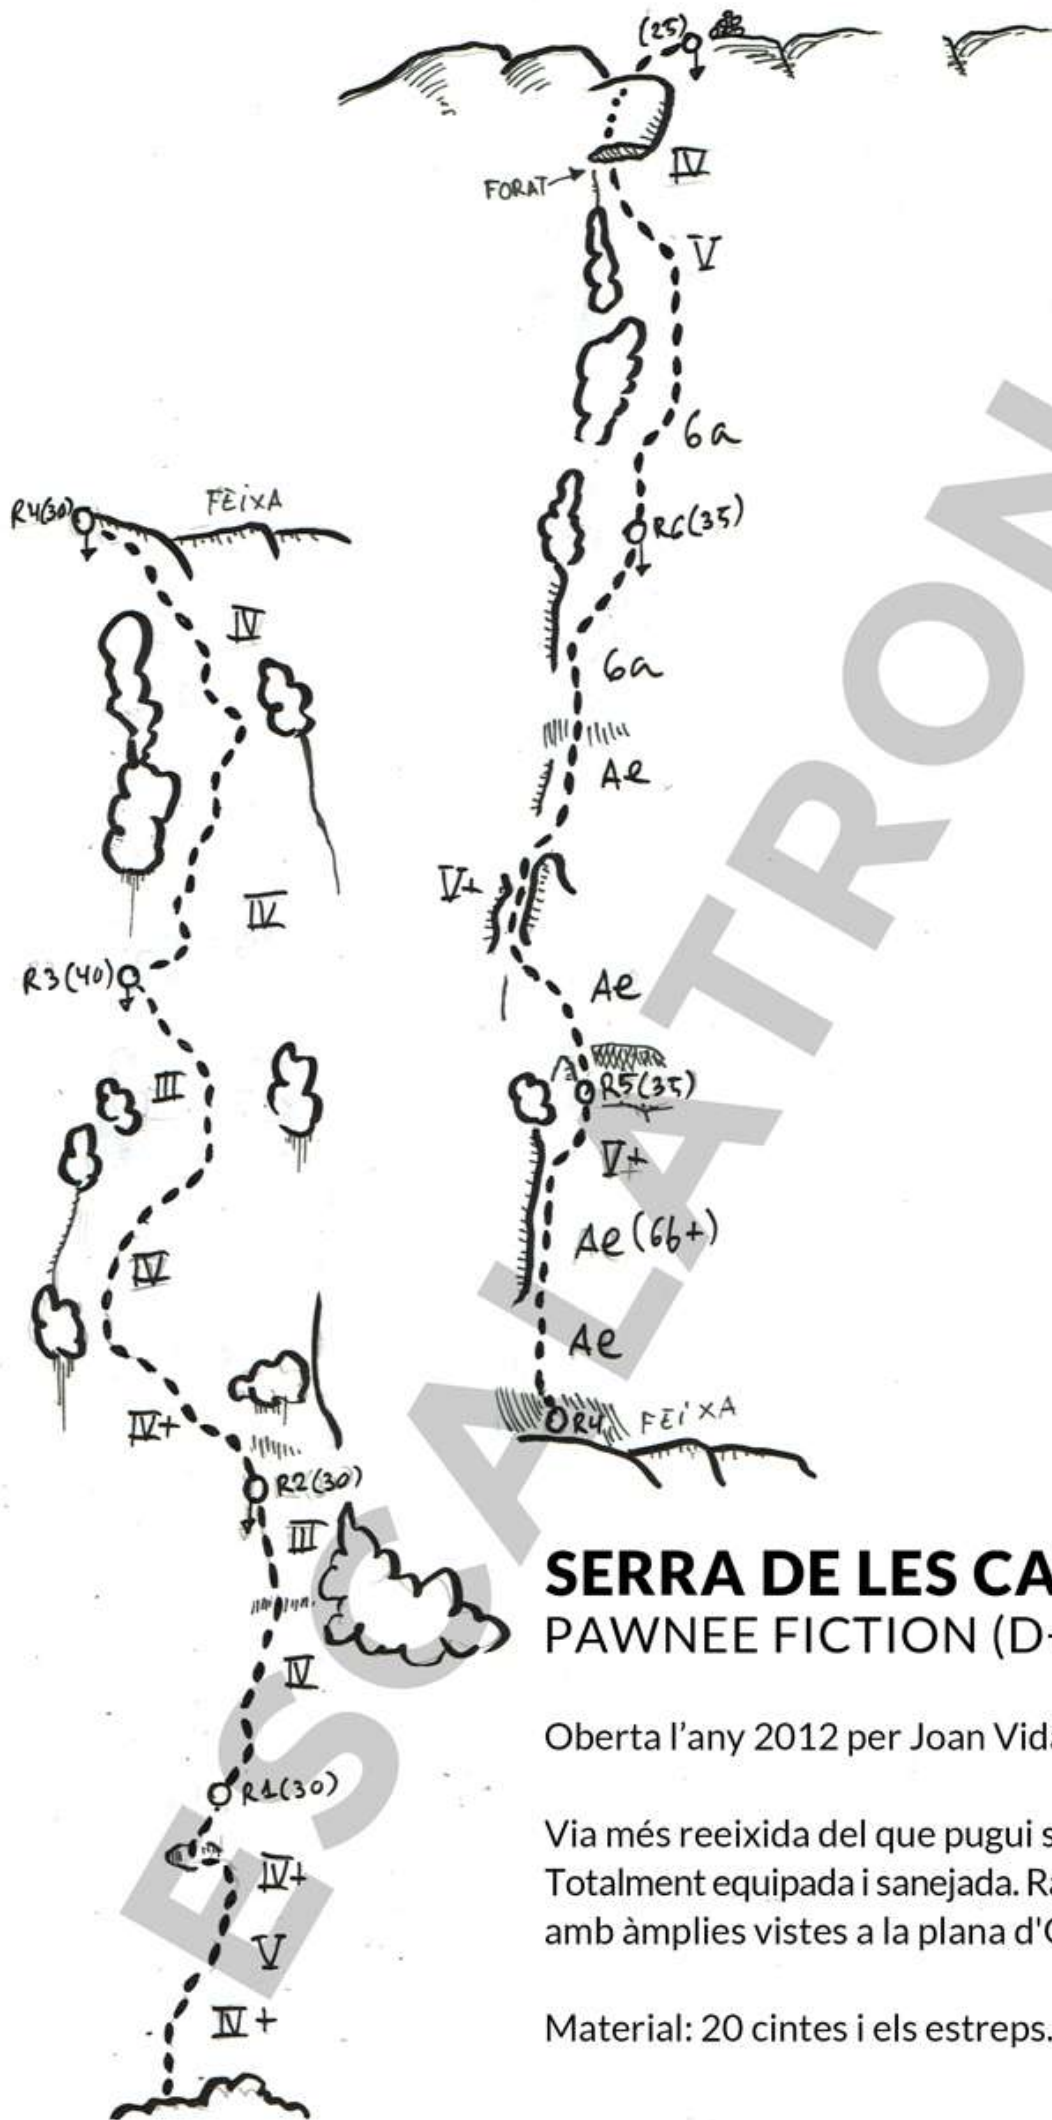 (25)
IV
FORAT
V
6a
R6(35)
6a
Ae
V+
Ae
R5(35)
V+
Ae (6b+)
Ae
R4
FEiXA
R4(30)
FEiXA
IV
IV
R3(40)
III
IV
IV+
R2(30)
III
IV
R1(30)
IV+
V
IV+
ESCALATRON
SERRA DE LES CA
PAWNEE FICTION (D
Oberta l'any 2012 per Joan Vid
Via més reeixida del que pugui s
Totalment equipada i sanejada. R
amb àmplies vistes a la plana d'
Material: 20 cintes i els estreps.